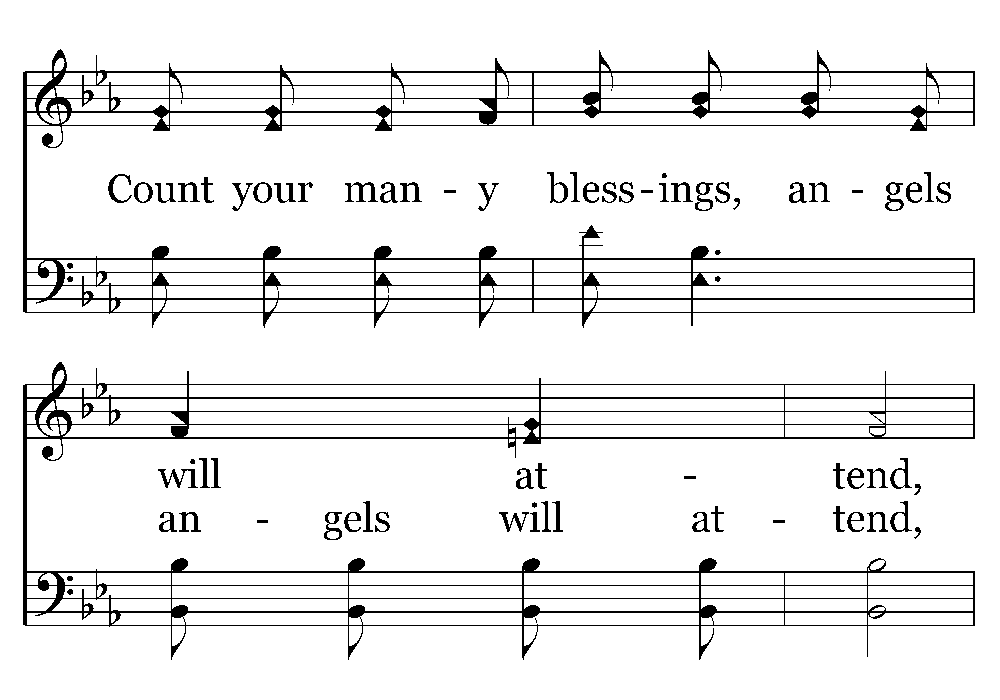 Count your man - y bless - ings, an - gels
will at - tend,
an - gels will at - tend,